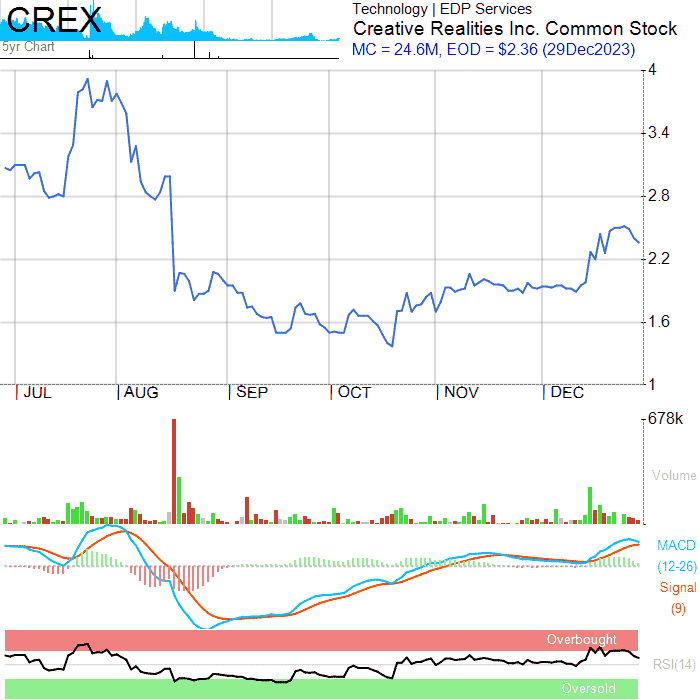 CREX
5yr Chart
Technology | EDP Services
Creative Realities Inc. Common Stock
MC = 24.6M, EOD = $2.36 (29Dec2023)
4
3.4
2.8
2.2
1.6
1
JUL AUG SEP OCT NOV DEC
678k
Volume
MACD
(12-26)
Signal
(9)
Overbought
RSI(14)
Oversold